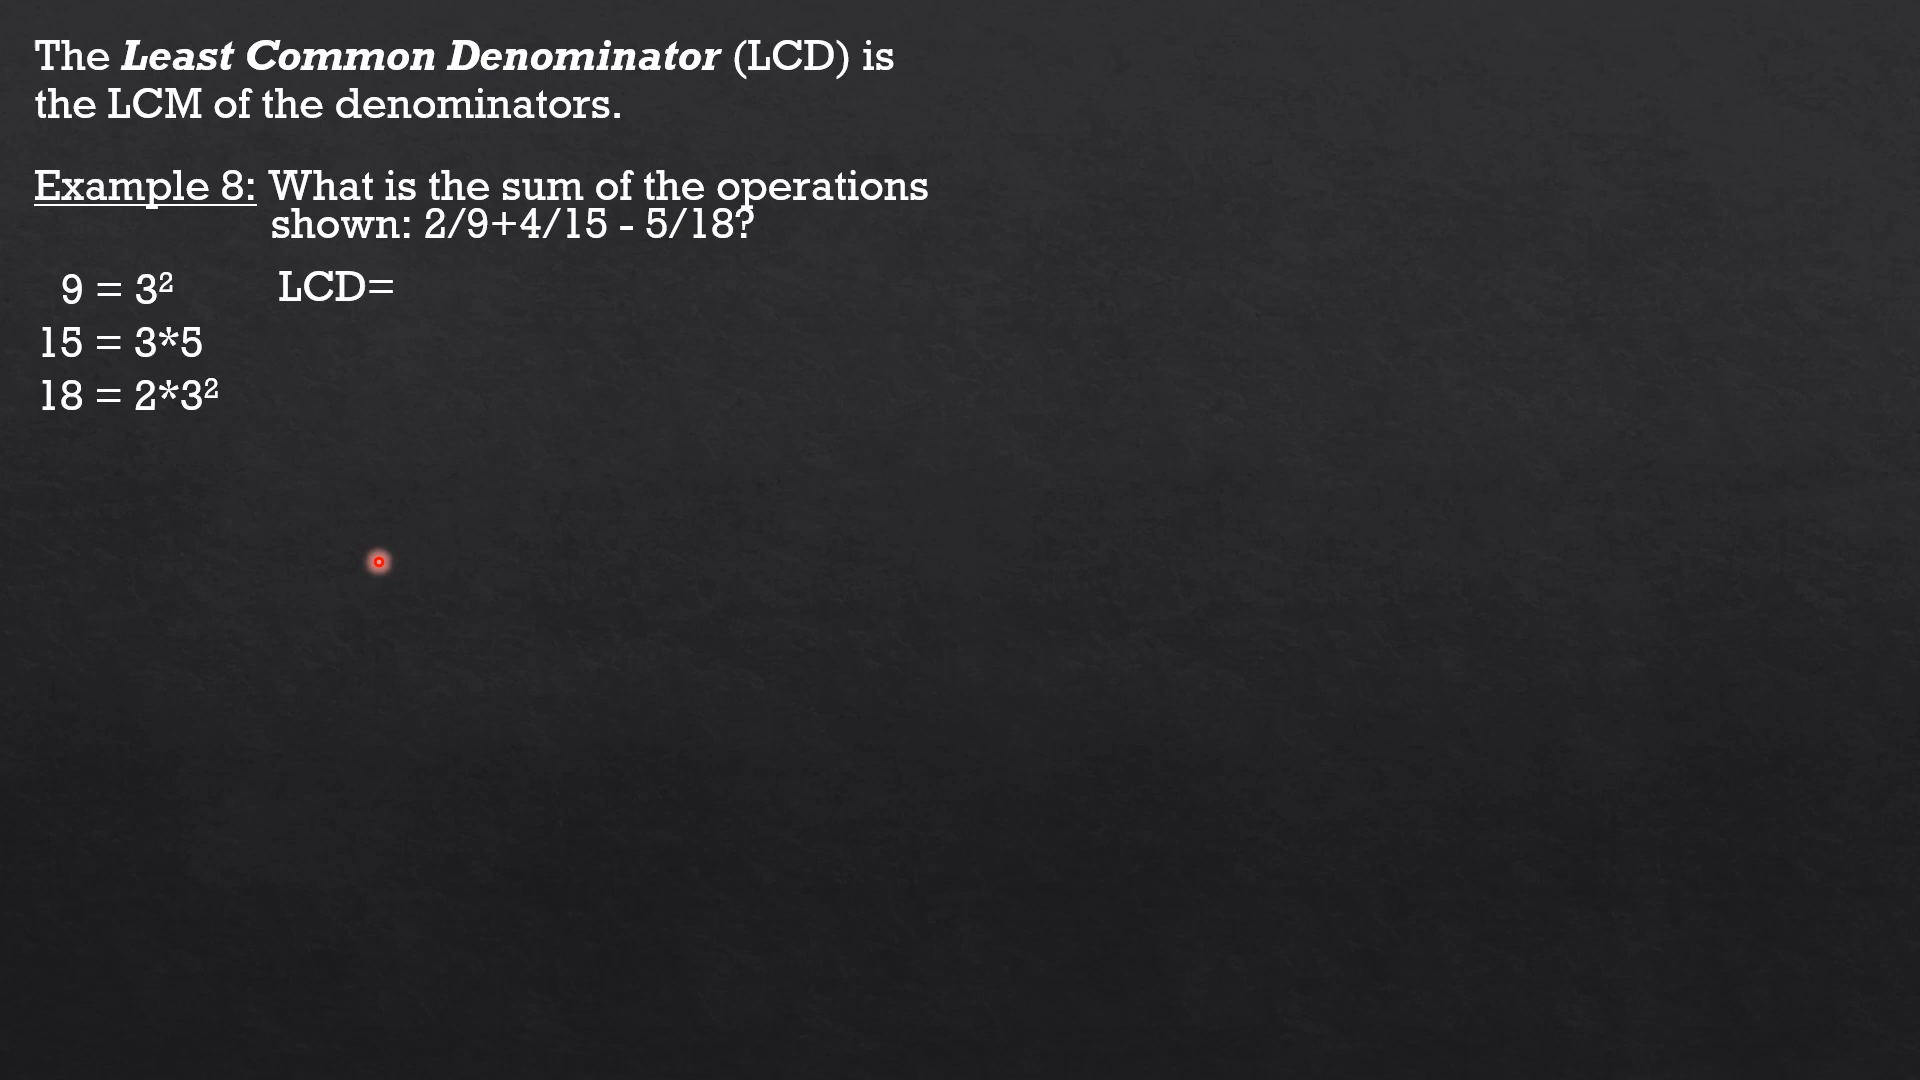 The Least Common Denominator (LCD) is
the LCM of the denominators.
Example 8: What is the sum of the operations
shown: 2/9+4/15 - 5/18?
9 = 3²
LCD=
15 = 3*5
18 = 2*3²